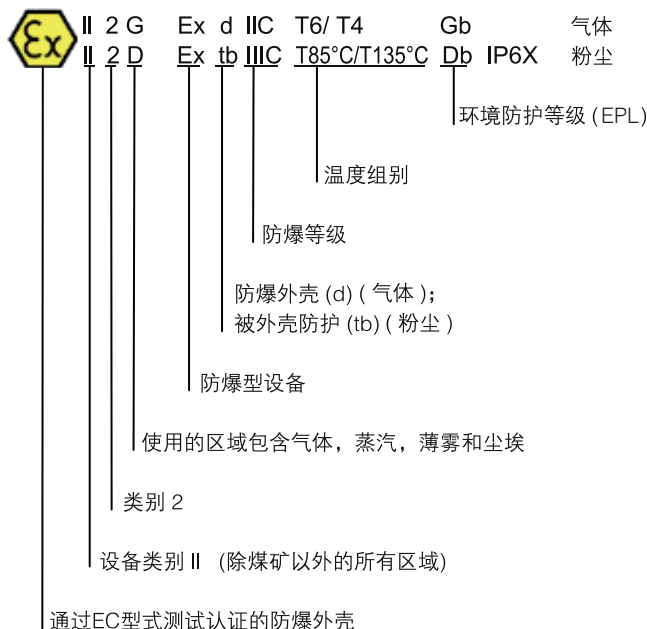 Ex II 2 G Ex d IIC T6/ T4 Gb 气体
II 2 D Ex tb IIIC T85°C/T135°C Db IP6X 粉尘
环境防护等级 (EPL)
温度组别
防爆等级
防爆外壳 (d) ( 气体 );
被外壳防护 (tb) ( 粉尘 )
防爆型设备
使用的区域包含气体，蒸汽，薄雾和尘埃
类别 2
设备类别 II (除煤矿以外的所有区域)
通过EC型式测试认证的防爆外壳